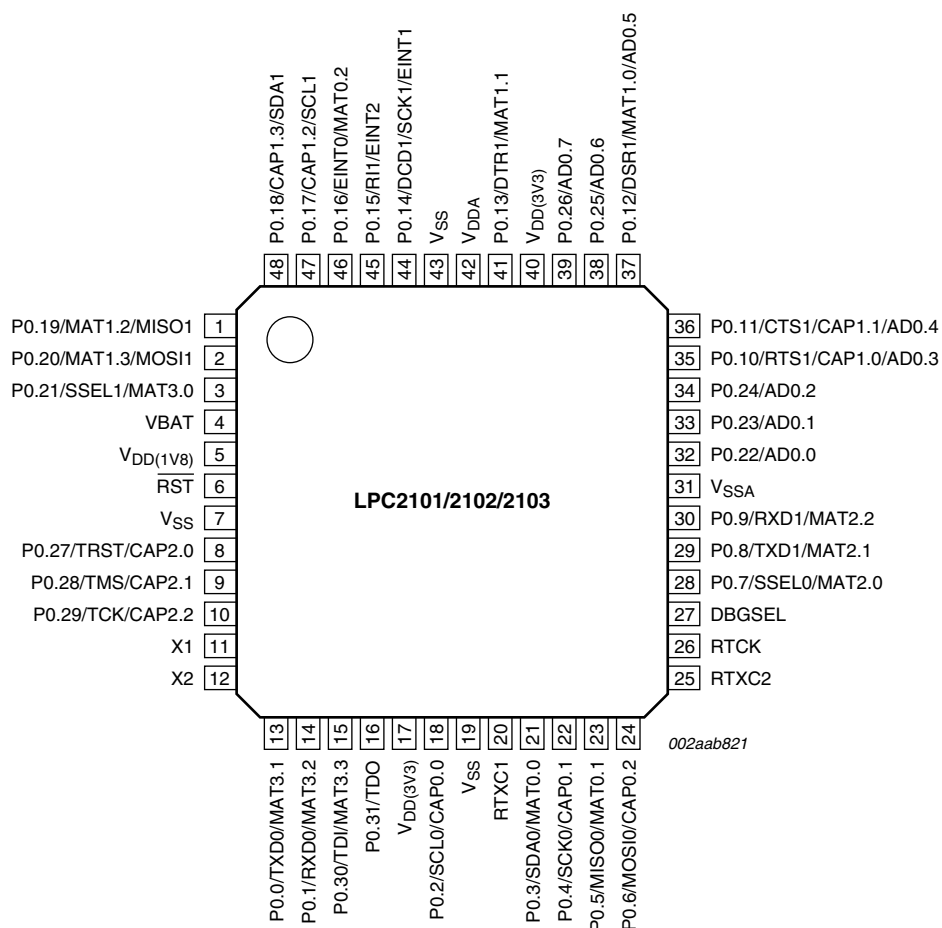 P0.18/CAP1.3/SDA1
P0.17/CAP1.2/SCL1
P0.16/EINT0/MAT0.2
P0.15/RI1/EINT2
P0.14/DCD1/SCK1/EINT1
VSS
VDDA
P0.13/DTR1/MAT1.1
VDD(3V3)
P0.26/AD0.7
P0.25/AD0.6
P0.12/DSR1/MAT1.0/AD0.5
48
47
46
45
44
43
42
41
40
39
38
37
P0.19/MAT1.2/MISO1 1
P0.20/MAT1.3/MOSI1 2
P0.21/SSEL1/MAT3.0 3
VBAT 4
VDD(1V8) 5
RST 6
VSS 7
P0.27/TRST/CAP2.0 8
P0.28/TMS/CAP2.1 9
P0.29/TCK/CAP2.2 10
X1 11
X2 12
LPC2101/2102/2103
36 P0.11/CTS1/CAP1.1/AD0.4
35 P0.10/RTS1/CAP1.0/AD0.3
34 P0.24/AD0.2
33 P0.23/AD0.1
32 P0.22/AD0.0
31 VSSA
30 P0.9/RXD1/MAT2.2
29 P0.8/TXD1/MAT2.1
28 P0.7/SSEL0/MAT2.0
27 DBGSEL
26 RTCK
25 RTXC2
13
14
15
16
17
18
19
20
21
22
23
24
P0.0/TXD0/MAT3.1
P0.1/RXD0/MAT3.2
P0.30/TDI/MAT3.3
P0.31/TDO
VDD(3V3)
P0.2/SCL0/CAP0.0
VSS
RTXC1
P0.3/SDA0/MAT0.0
P0.4/SCK0/CAP0.1
P0.5/MISO0/MAT0.1
P0.6/MOSI0/CAP0.2
002aab821